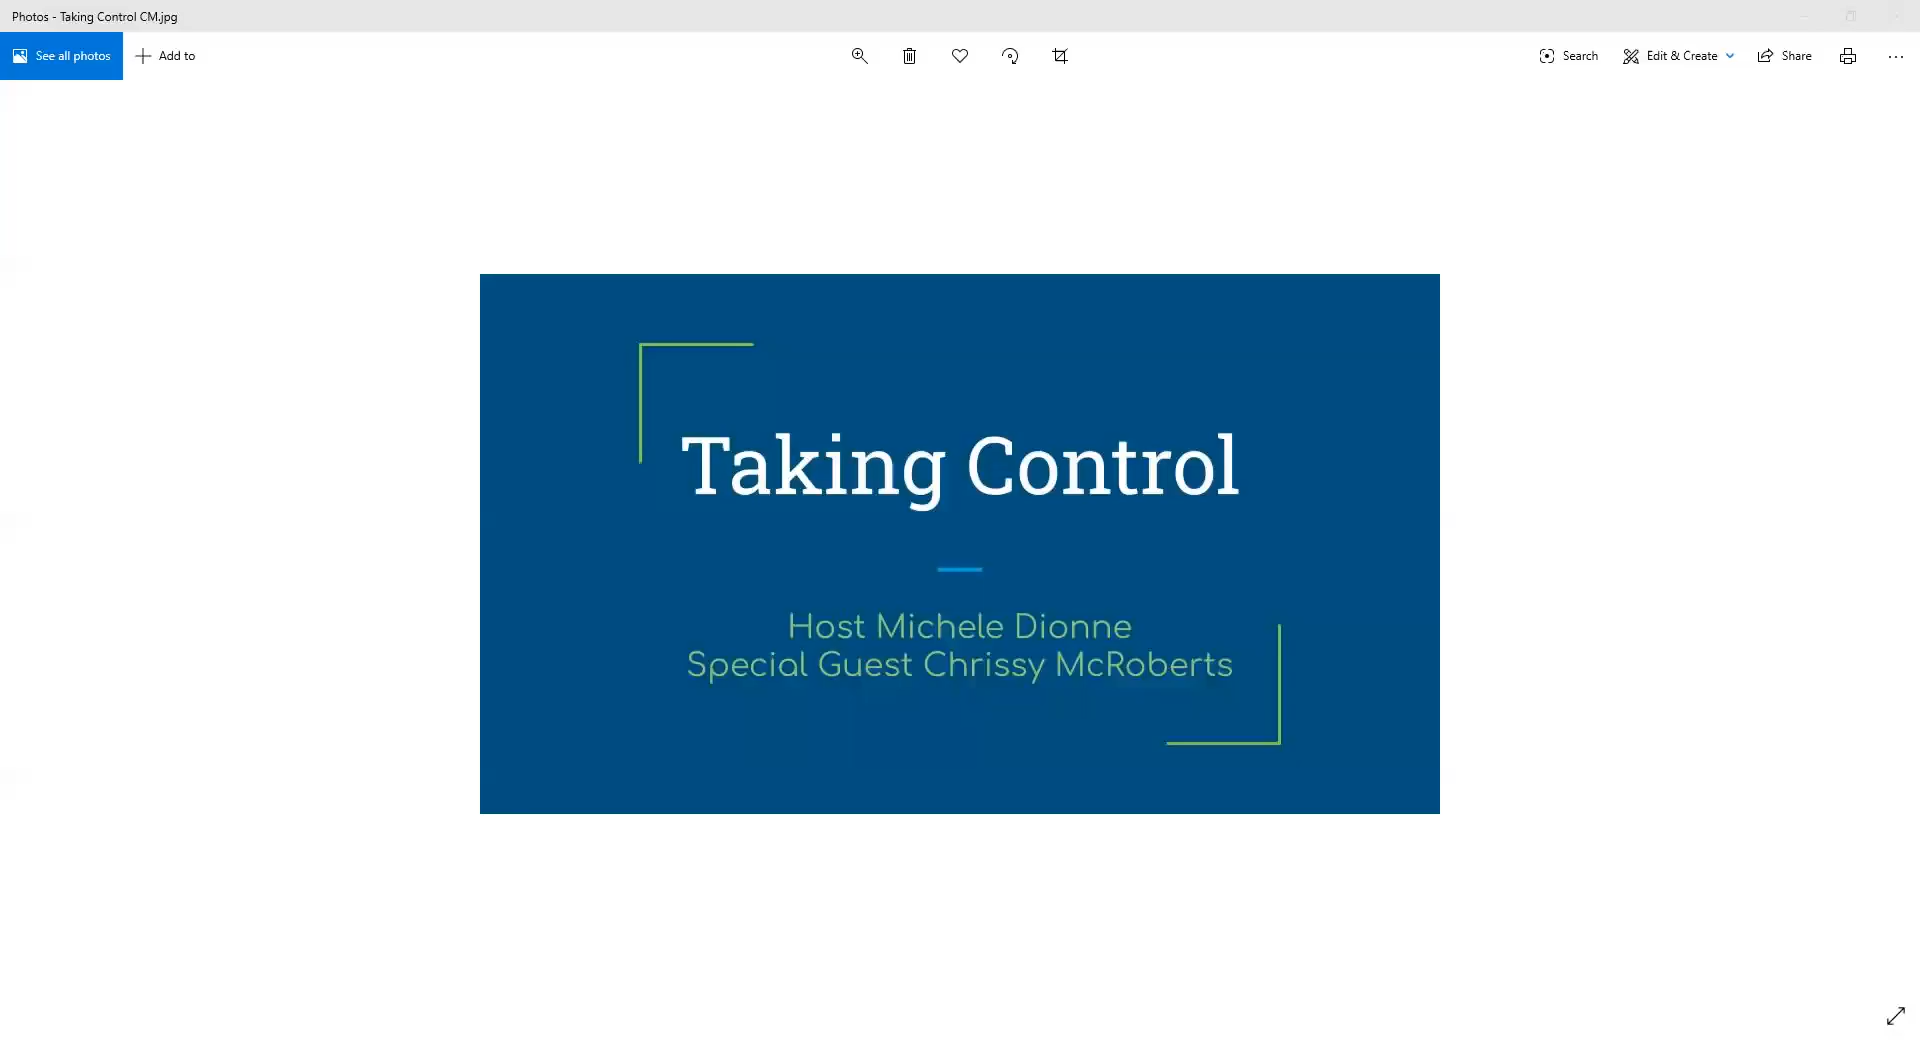 Photos - Taking Control CM.jpg
See all photos
Add to
Search
Edit & Create
Share
Taking Control
Host Michele Dionne
Special Guest Chrissy McRoberts